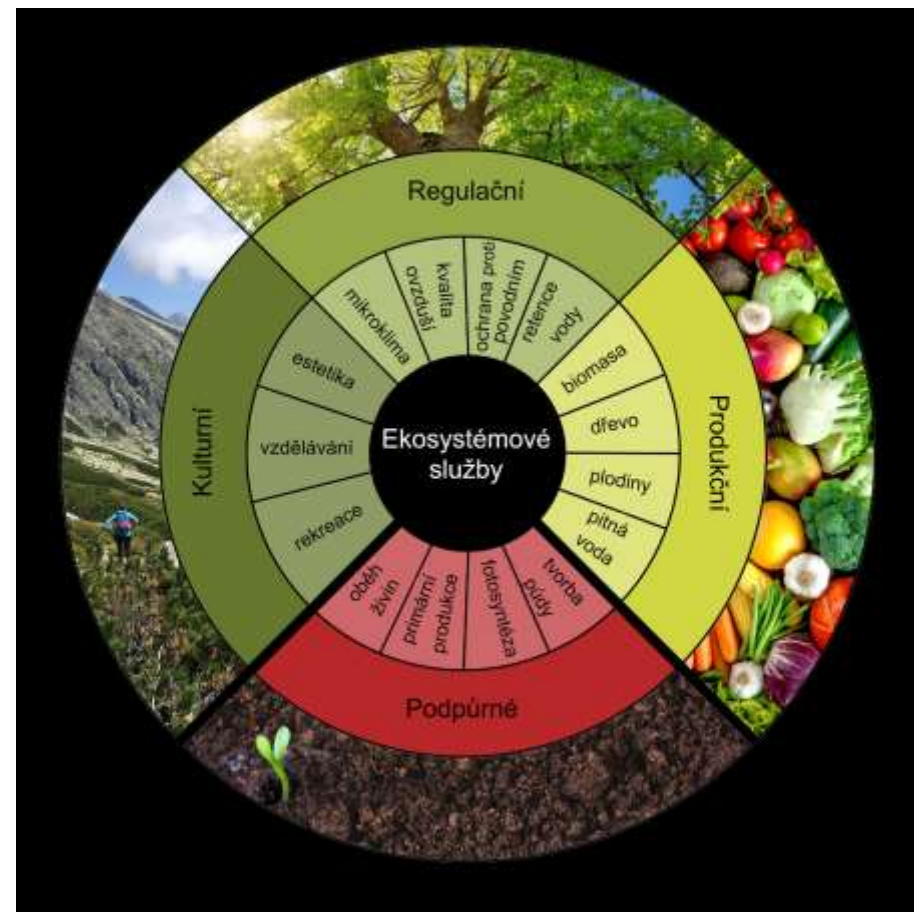 Regulační
mikroklima
kvalita
ovzduší
ochrana proti
povodním
retence
vody
Produkční
biomasa
dřevo
plodiny
pitná
voda
Ekosystémové
služby
Kulturní
estetika
vzdělávání
rekreace
oběh
živin
primární
produkce
fotosyntéza
tvorba
půdy
Podpůrné